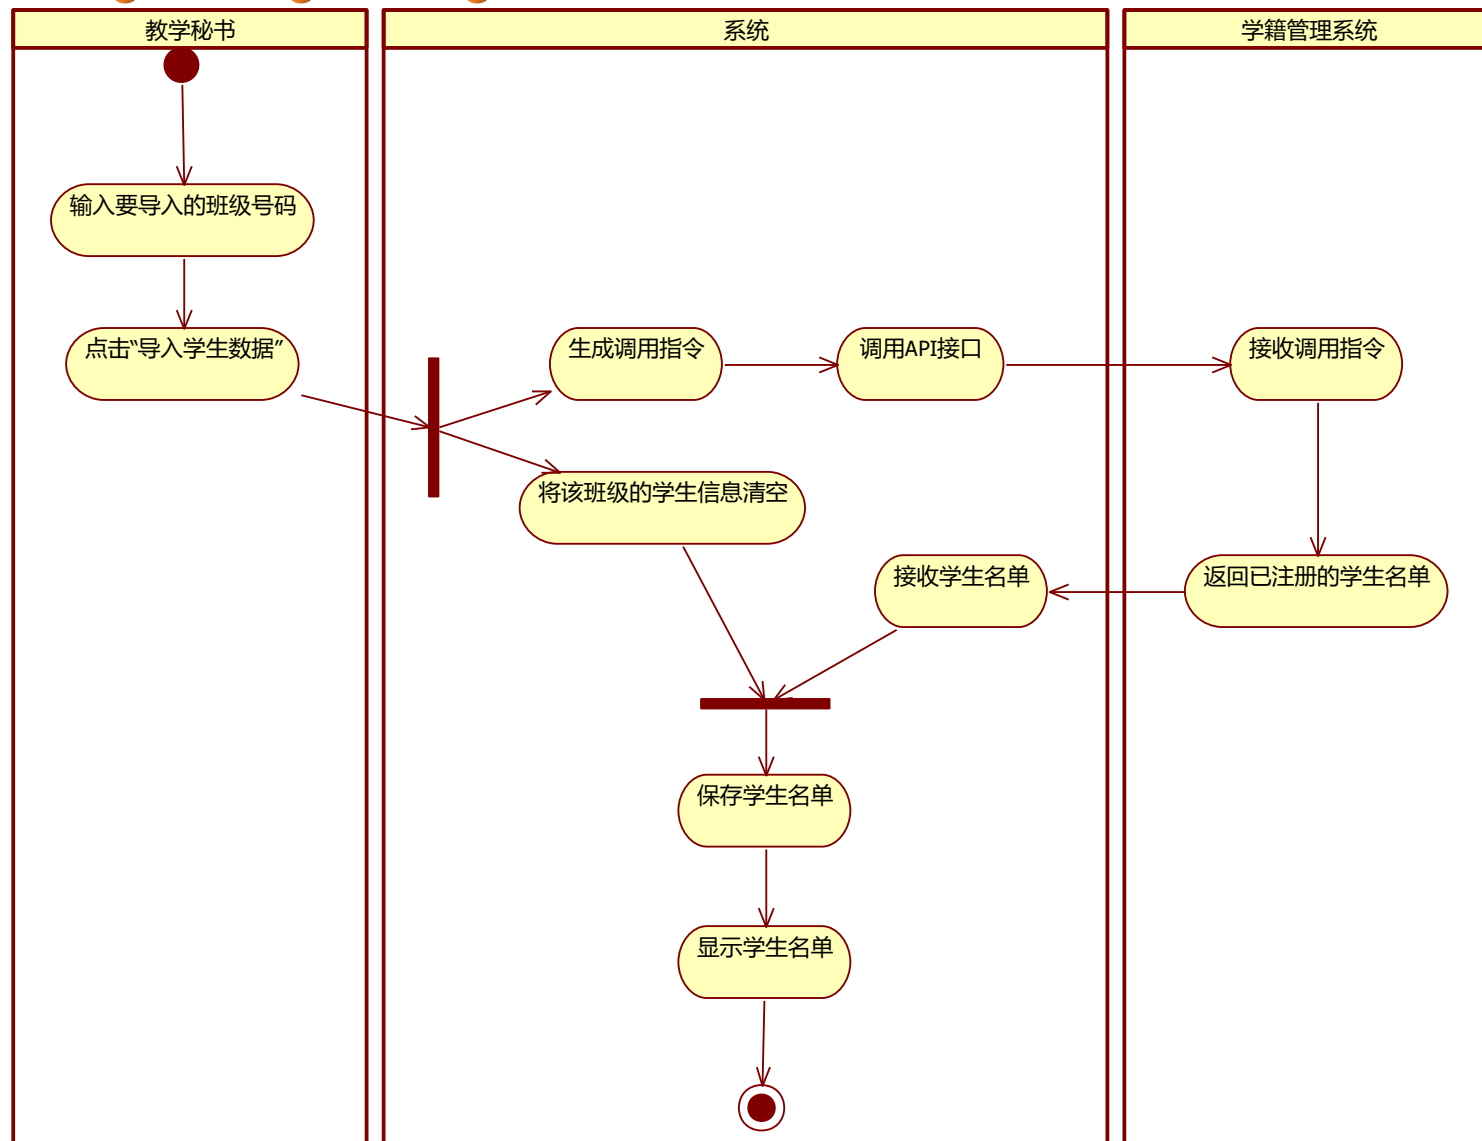 教学秘书
系统
学籍管理系统
输入要导入的班级号码
点击“导入学生数据”
生成调用指令
调用API接口
接收调用指令
将该班级的学生信息清空
接收学生名单
返回已注册的学生名单
保存学生名单
显示学生名单